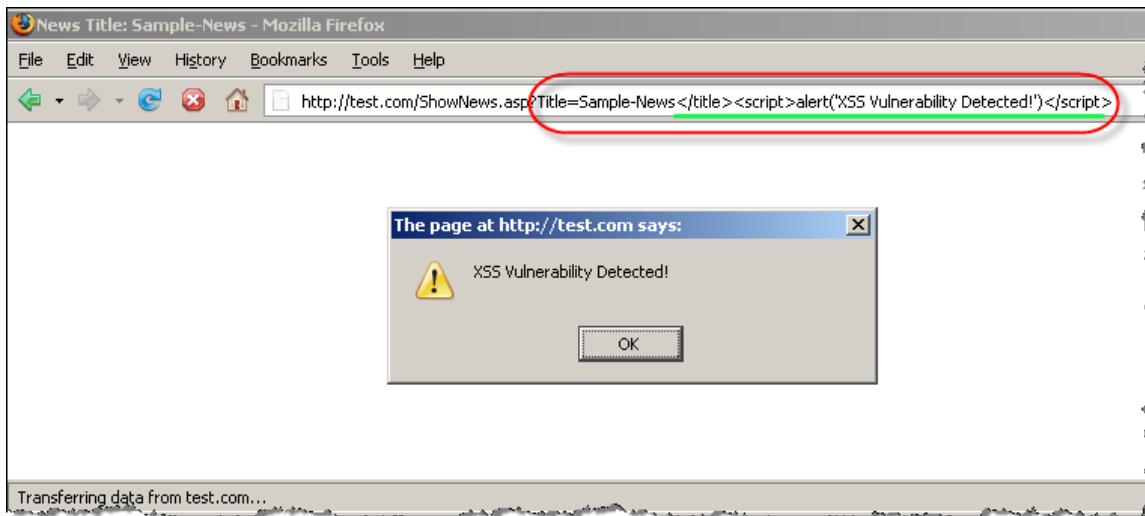 News Title: Sample-News - Mozilla Firefox
File Edit View History Bookmarks Tools Help
http://test.com/ShowNews.asp?Title=Sample-News</title><script>alert('XSS Vulnerability Detected!')</script>
The page at http://test.com says:
XSS Vulnerability Detected!
OK
Transferring data from test.com...